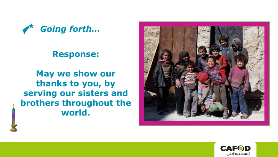 Going forth...
Response:
May we show our
thanks to you, by
serving our sisters and
brothers throughout the
world.
CAFOD